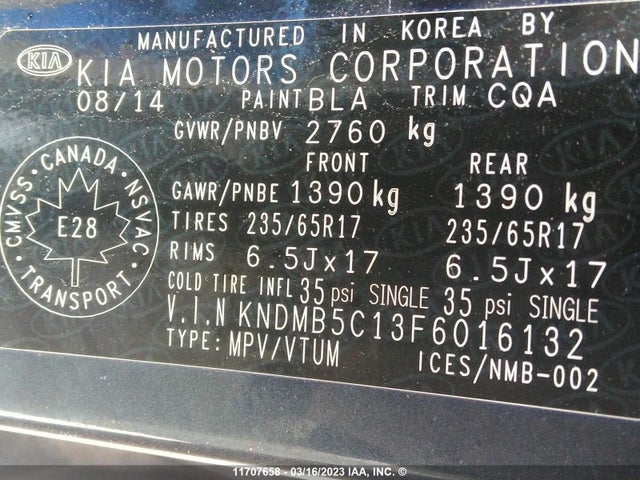 MANUFACTURED IN KOREA BY
KIA KIA MOTORS CORPORATION
08/14 PAINT BLA TRIM CQA
GVWR/PNBV 2760 kg
FRONT REAR
GAWR/PNBE 1390 kg 1390 kg
TIRES 235/65R17 235/65R17
RIMS 6.5Jx17 6.5Jx17
COLD TIRE INFL 35 psi SINGLE 35 psi SINGLE
V.I.N KNDMB5C13F6016132
TYPE: MPV/VTUM ICES/NMB-002
CMVSS · CANADA · NSVAC
E28
· TRANSPORT ·
11707658 - 03/16/2023 IAA, INC. ©